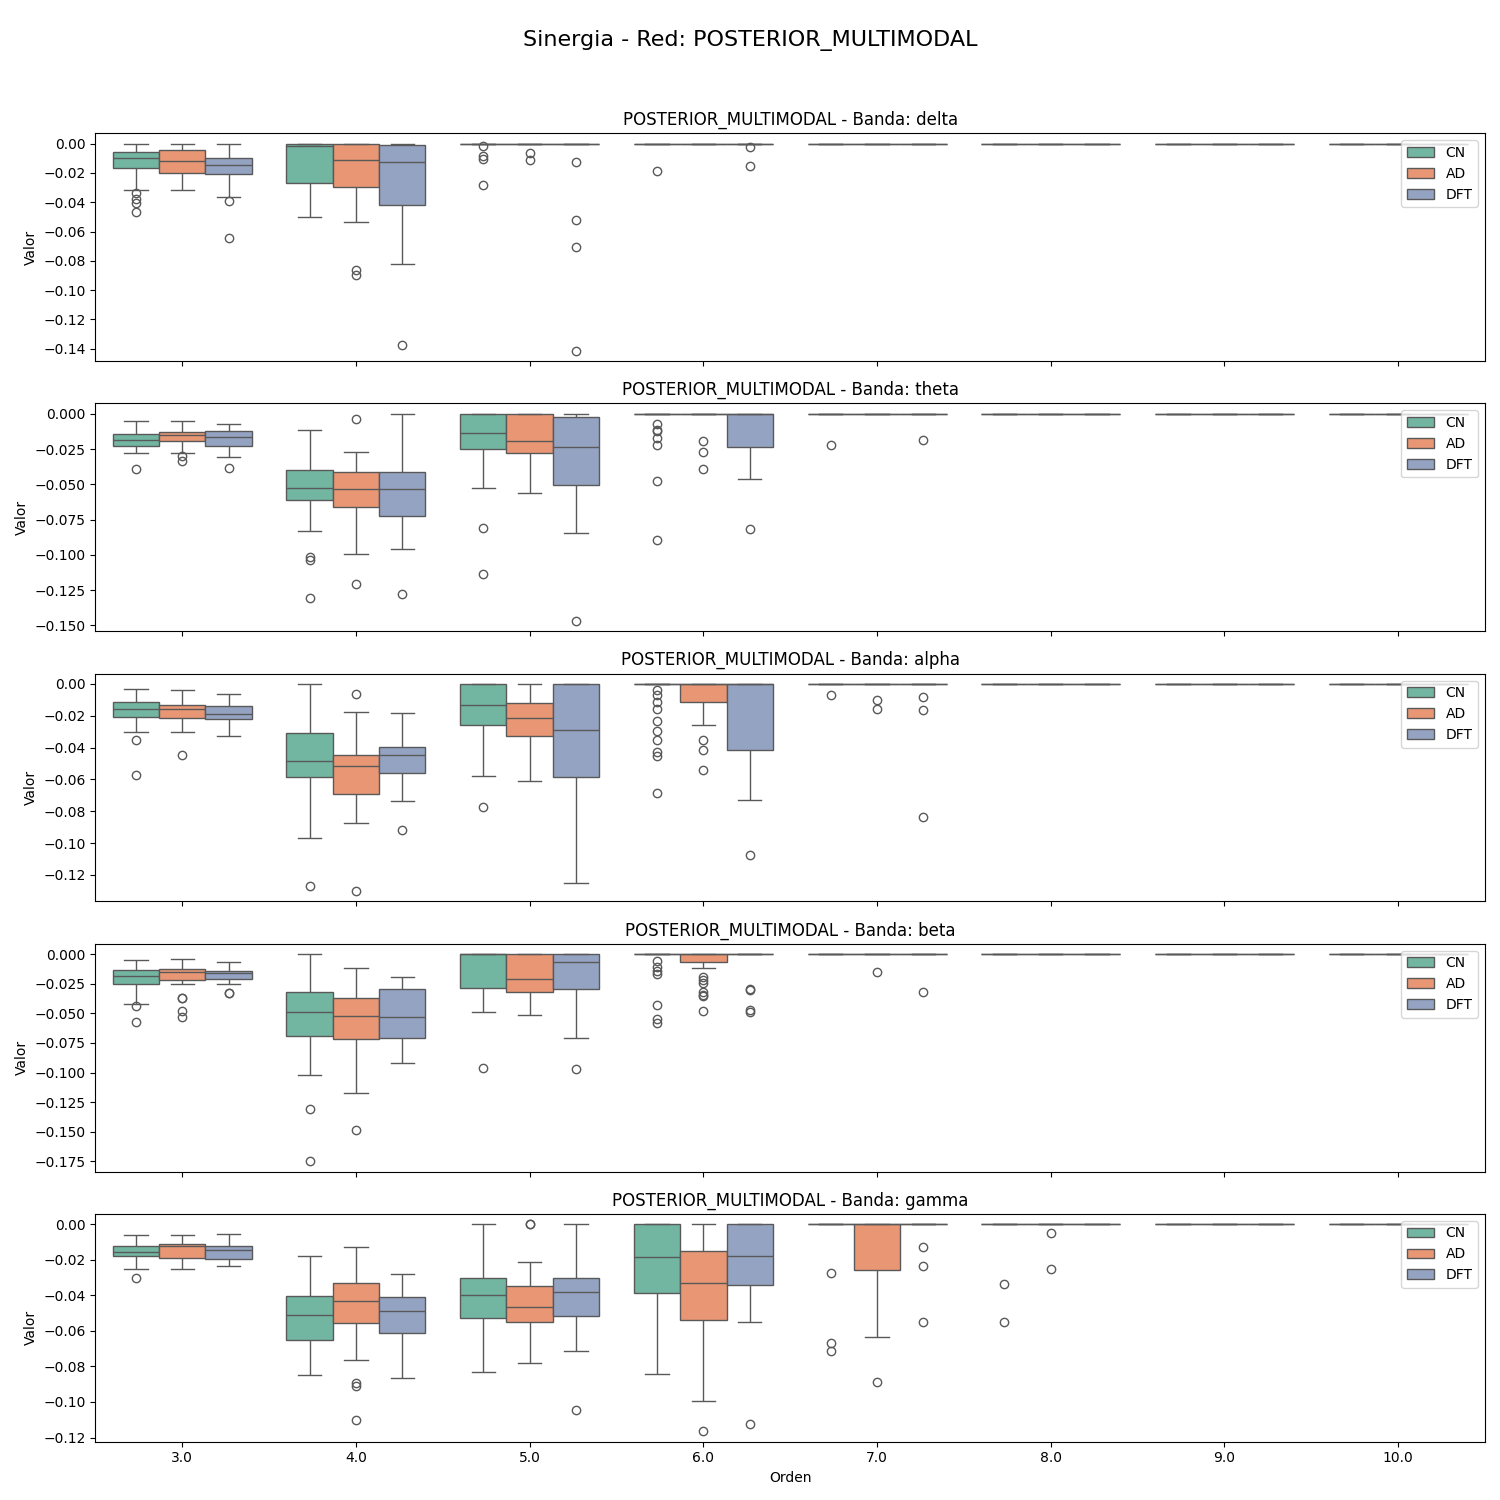 Sinergia - Red: POSTERIOR_MULTIMODAL
POSTERIOR_MULTIMODAL - Banda: delta
0.00
−0.02
−0.04
−0.06
−0.08
−0.10
−0.12
−0.14
Valor
CN
AD
DFT
POSTERIOR_MULTIMODAL - Banda: theta
0.000
−0.025
−0.050
−0.075
−0.100
−0.125
−0.150
Valor
CN
AD
DFT
POSTERIOR_MULTIMODAL - Banda: alpha
0.00
−0.02
−0.04
−0.06
−0.08
−0.10
−0.12
Valor
CN
AD
DFT
POSTERIOR_MULTIMODAL - Banda: beta
0.000
−0.025
−0.050
−0.075
−0.100
−0.125
−0.150
−0.175
Valor
CN
AD
DFT
POSTERIOR_MULTIMODAL - Banda: gamma
0.00
−0.02
−0.04
−0.06
−0.08
−0.10
−0.12
Valor
CN
AD
DFT
3.0 4.0 5.0 6.0 7.0 8.0 9.0 10.0
Orden